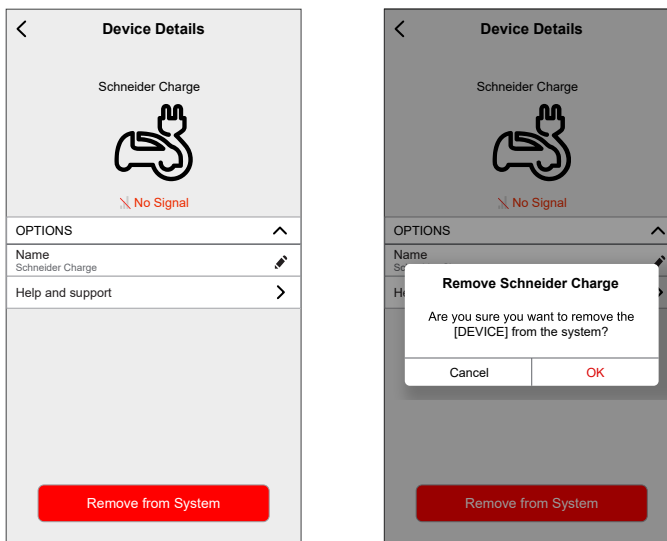 Device Details
Schneider Charge
No Signal
OPTIONS
Name
Schneider Charge
Help and support
Remove from System
Device Details
Schneider Charge
No Signal
OPTIONS
Name
Remove Schneider Charge
Are you sure you want to remove the
[DEVICE] from the system?
Cancel
OK
Remove from System